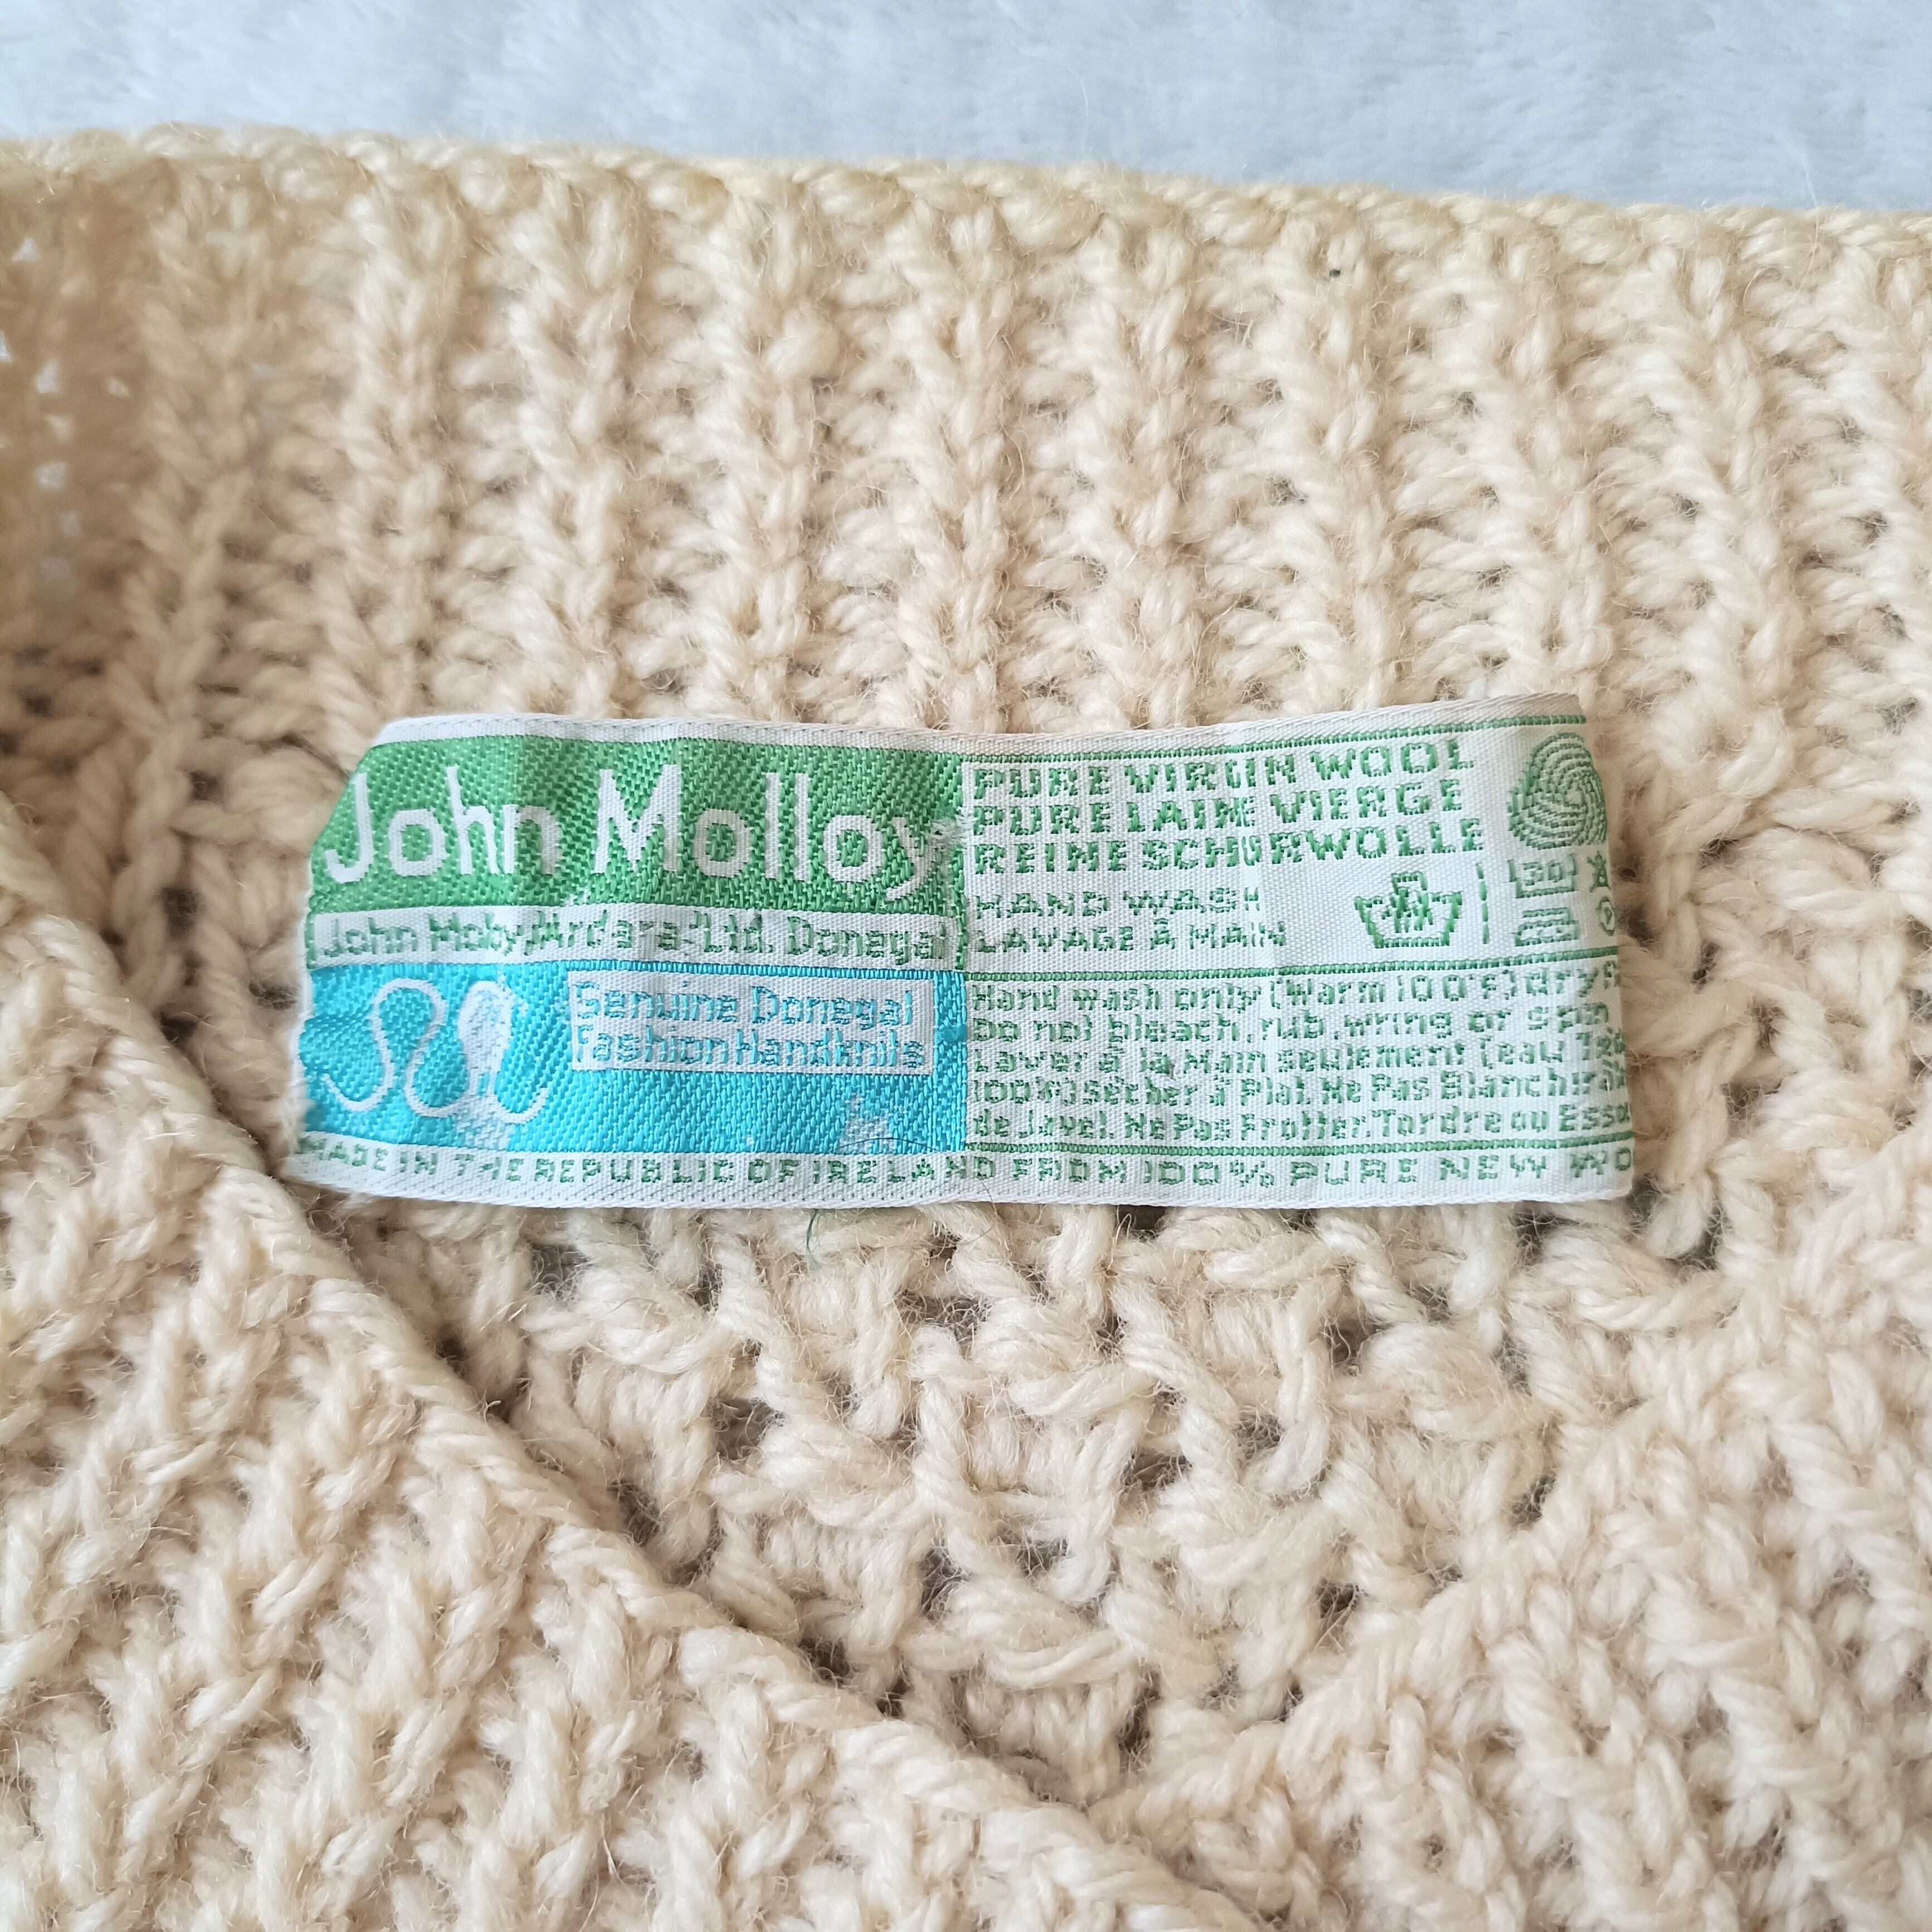 John Molloy
John Molloy (Ardara) Ltd. Donegal
Genuine Donegal
Fashion Handknits
PURE VIRGIN WOOL
PURE LAINE VIERGE
REINE SCHURWOLLE
HAND WASH
LAVAGE À MAIN
30
P
Hand wash only (Warm 100°F) dry
Do not bleach, rub, wring or spin
Laver à la Main seulement (eau
100°F) sécher à Plat. Ne Pas Blanchir
de Javel. Ne Pas Frotter. Tordre ou
MADE IN THE REPUBLIC OF IRELAND FROM 100% PURE NEW WO